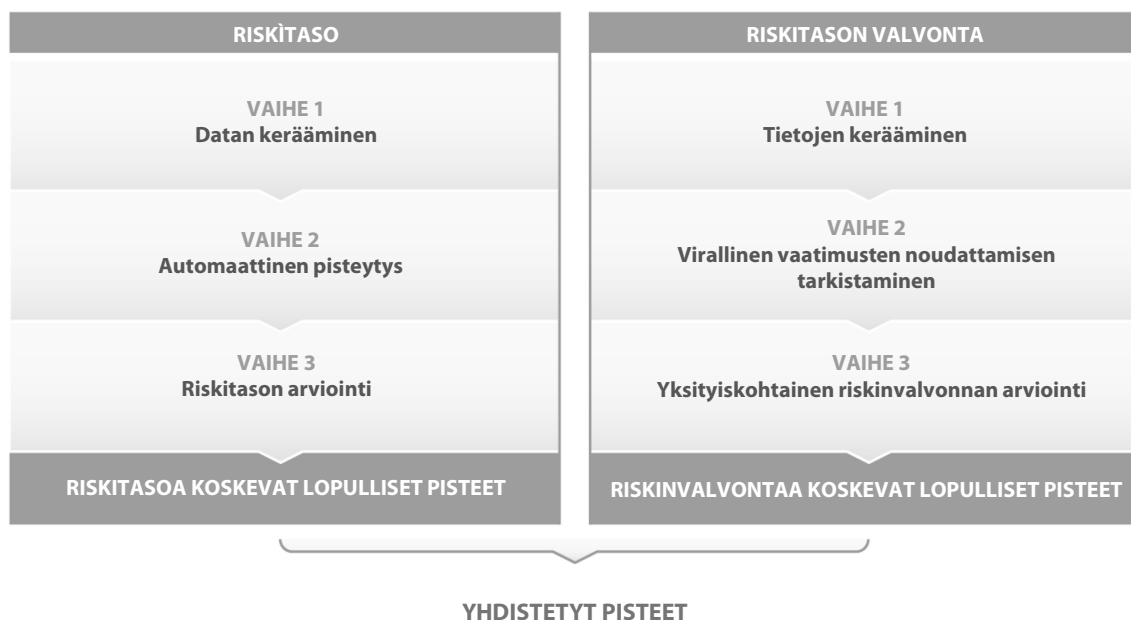 RISKÌTASO
VAIHE 1
Datan kerääminen
VAIHE 2
Automaattinen pisteytys
VAIHE 3
Riskitason arviointi
RISKITASOA KOSKEVAT LOPULLISET PISTEET
RISKITASON VALVONTA
VAIHE 1
Tietojen kerääminen
VAIHE 2
Virallinen vaatimusten noudattamisen
tarkistaminen
VAIHE 3
Yksityiskohtainen riskinvalvonnan arviointi
RISKINVALVONTAA KOSKEVAT LOPULLISET PISTEET
YHDISTETYT PISTEET